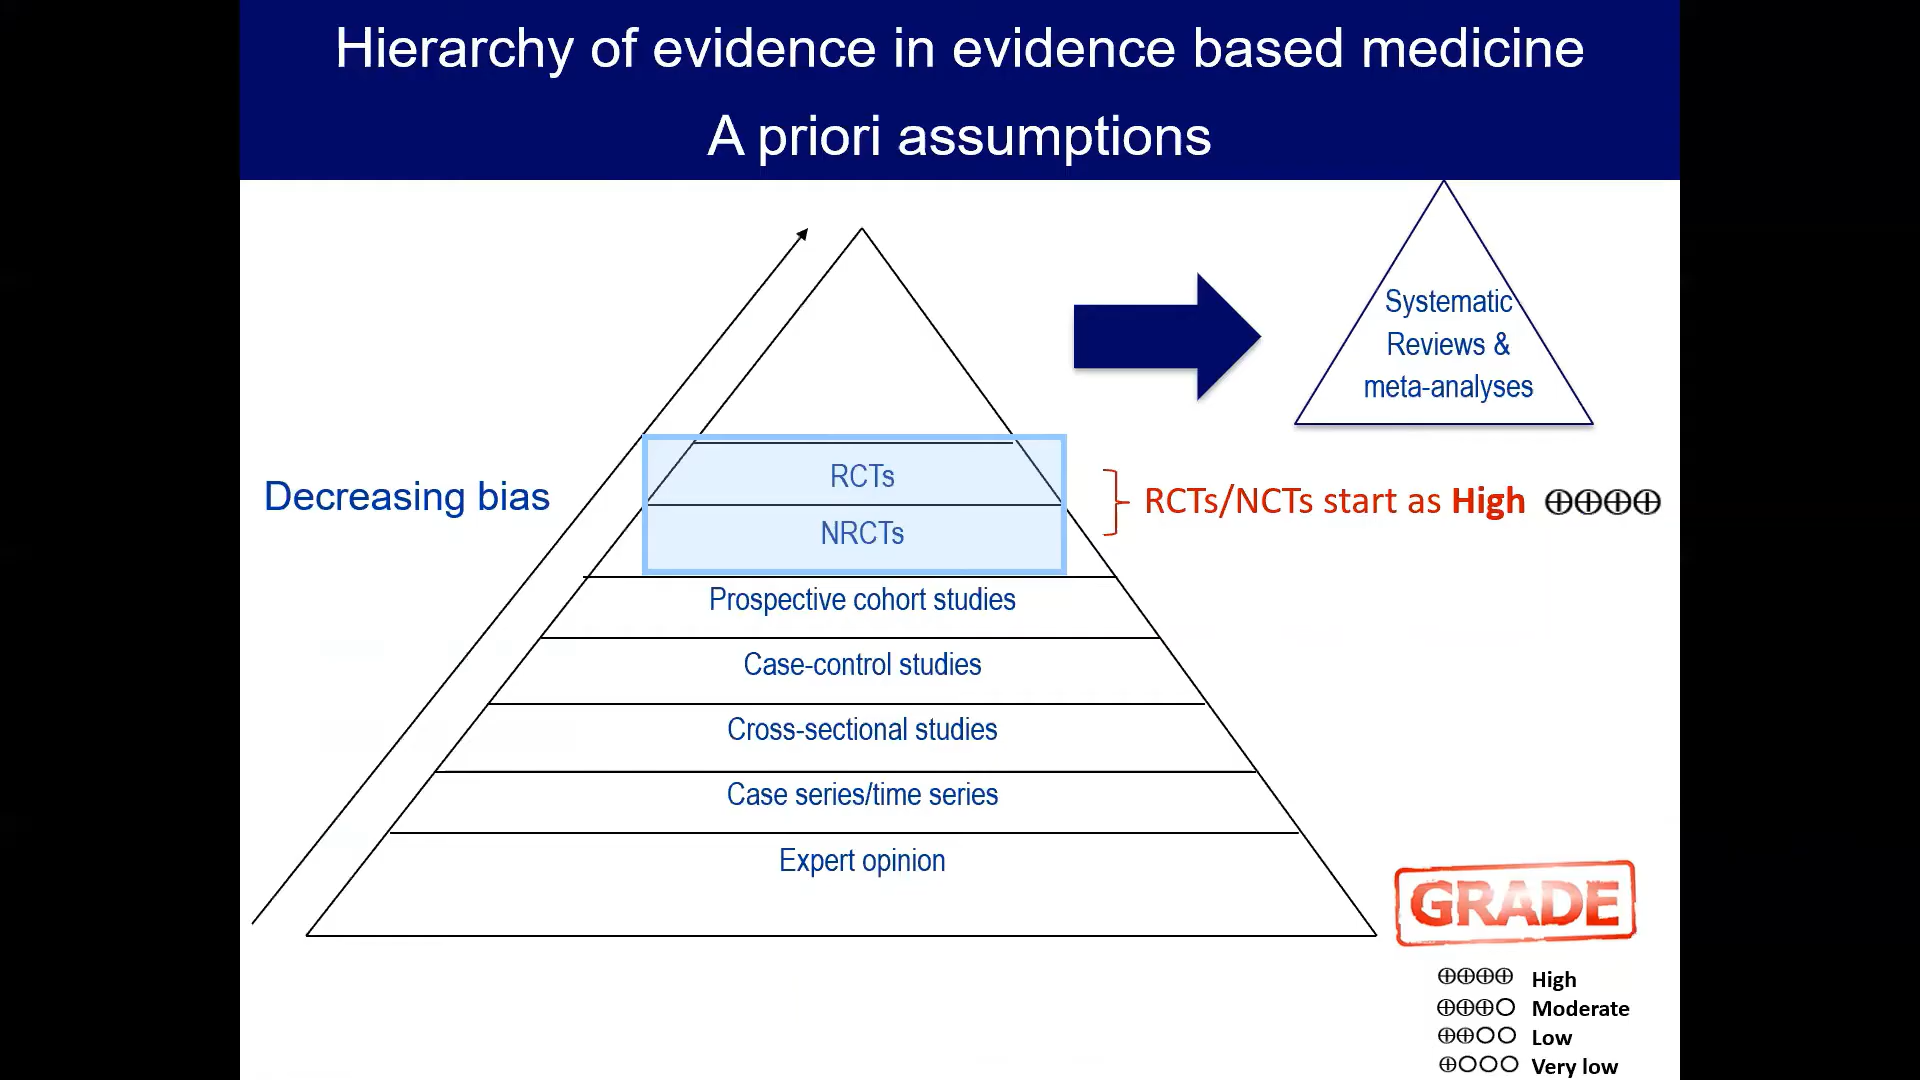 Hierarchy of evidence in evidence based medicine
A priori assumptions
Systematic
Reviews &
meta-analyses
Decreasing bias
RCTs
NRCTs
RCTs/NCTs start as High ⨁⨁⨁⨁
Prospective cohort studies
Case-control studies
Cross-sectional studies
Case series/time series
Expert opinion
GRADE
⨁⨁⨁⨁ High
⨁⨁⨁◯ Moderate
⨁⨁◯◯ Low
⨁◯◯◯ Very low